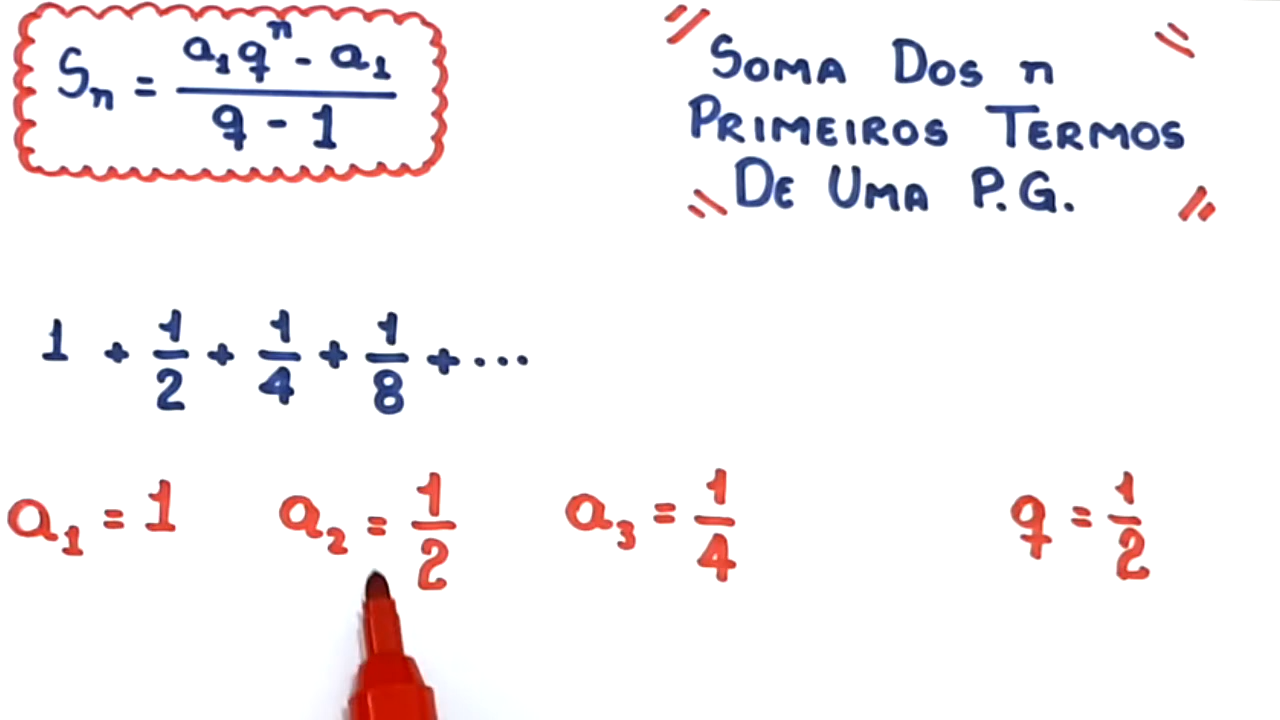 Sₙ = (a₁qⁿ - a₁)/(q - 1)
SOMA DOS n
PRIMEIROS TERMOS
DE UMA P.G.
1 + 1/2 + 1/4 + 1/8 + ...
a₁ = 1 a₂ = 1/2 a₃ = 1/4 q = 1/2